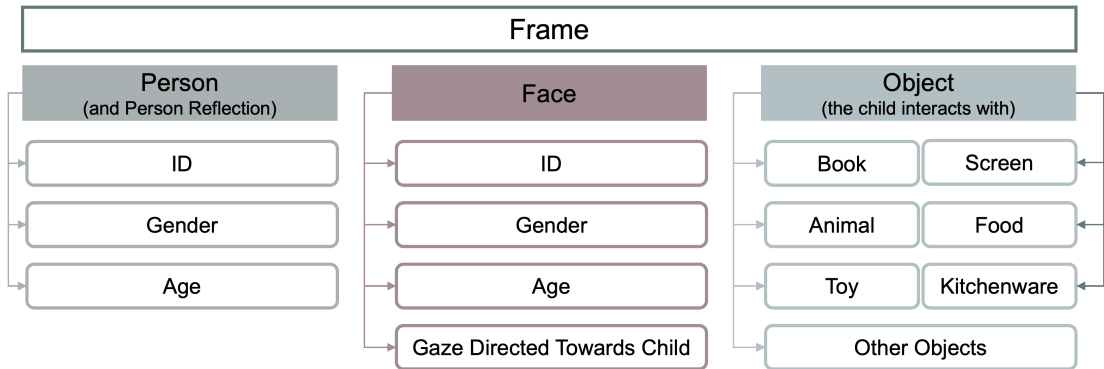 Frame
Person
(and Person Reflection)
ID
Gender
Age
Face
ID
Gender
Age
Gaze Directed Towards Child
Object
(the child interacts with)
Book
Screen
Animal
Food
Toy
Kitchenware
Other Objects